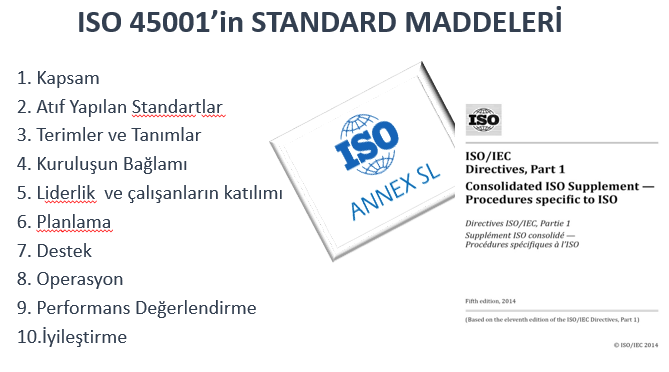 ISO 45001’in STANDARD MADDELERİ
1. Kapsam
2. Atıf Yapılan Standartlar
3. Terimler ve Tanımlar
4. Kuruluşun Bağlamı
5. Liderlik  ve çalışanların katılımı
6. Planlama
7. Destek
8. Operasyon
9. Performans Değerlendirme
10.İyileştirme
ISO
ANNEX SL
ISO
ISO/IEC
Directives, Part 1
Consolidated ISO Supplement —
Procedures specific to ISO
Directives ISO/IEC, Partie 1
Supplément ISO consolidé —
Procédures spécifiques à l’ISO
Fifth edition, 2014
(Based on the eleventh edition of the ISO/IEC Directives, Part 1)
© ISO/IEC 2014